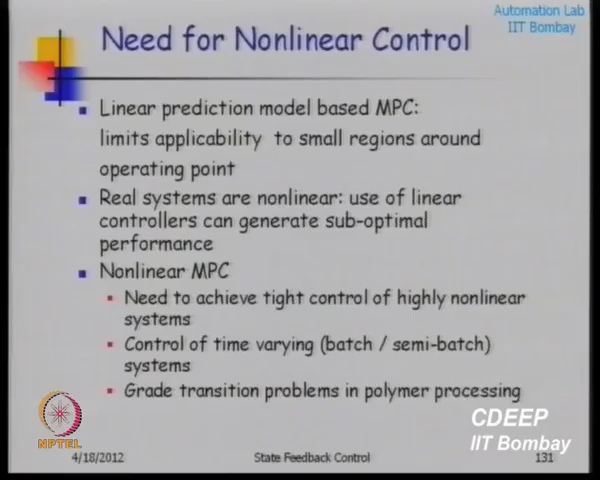 Automation Lab
IIT Bombay
Need for Nonlinear Control
Linear prediction model based MPC:
limits applicability to small regions around
operating point
Real systems are nonlinear: use of linear
controllers can generate sub-optimal
performance
Nonlinear MPC
Need to achieve tight control of highly nonlinear
systems
Control of time varying (batch / semi-batch)
systems
Grade transition problems in polymer processing
NPTEL
CDEEP
IIT Bombay
4/18/2012
State Feedback Control
131